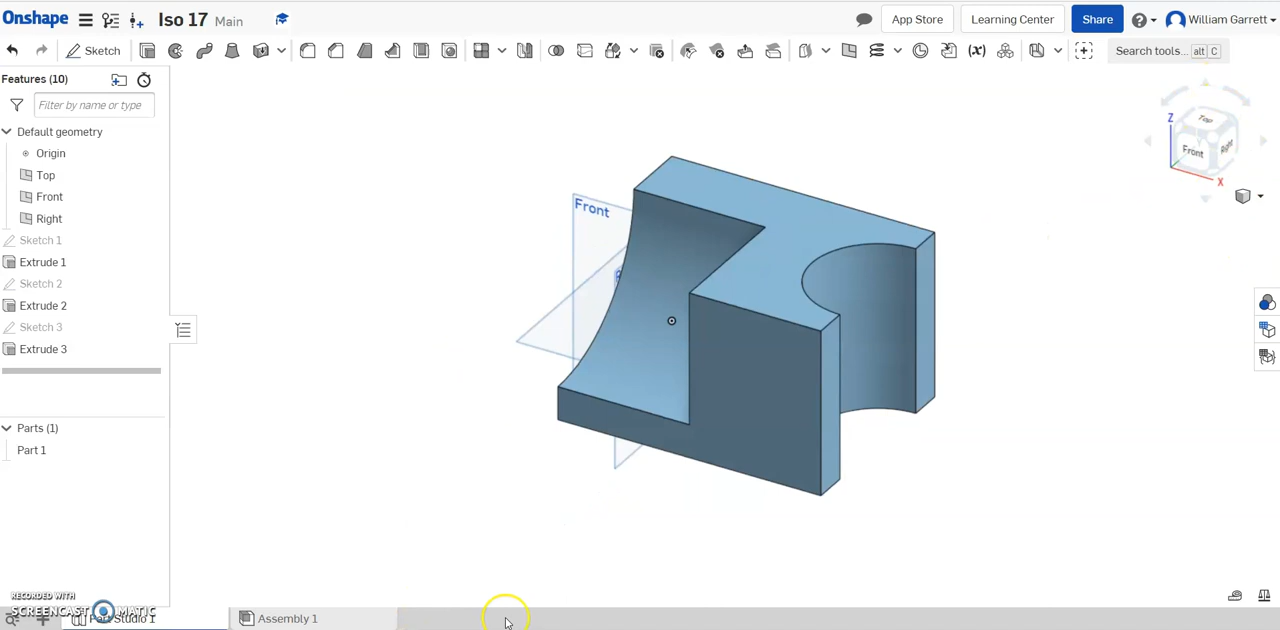 Onshape Iso 17 Main App Store Learning Center Share William Garrett
Sketch Search tools... alt C
Features (10)
Filter by name or type
Default geometry
Origin
Top
Front
Right
Sketch 1
Extrude 1
Sketch 2
Extrude 2
Sketch 3
Extrude 3
Parts (1)
Part 1
Front
Z
Top
Front
Right
X
RECORDED WITH
SCREENCAST MATIC
Part Studio 1 Assembly 1